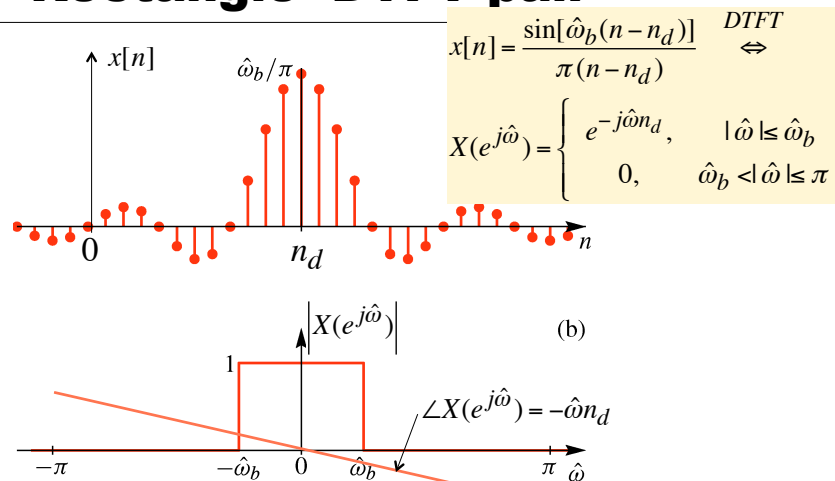 x[n] = sin[ω̂_b(n−n_d)] / π(n−n_d) DTFT ⇔
X(e^{jω̂}) = { e^{−jω̂n_d}, |ω̂|≤ω̂_b
0, ω̂_b<|ω̂|≤π
x[n]
ω̂_b/π
0
n_d
n
|X(e^{jω̂})|
(b)
1
∠X(e^{jω̂}) = −ω̂n_d
−π
−ω̂_b
0
ω̂_b
π
ω̂